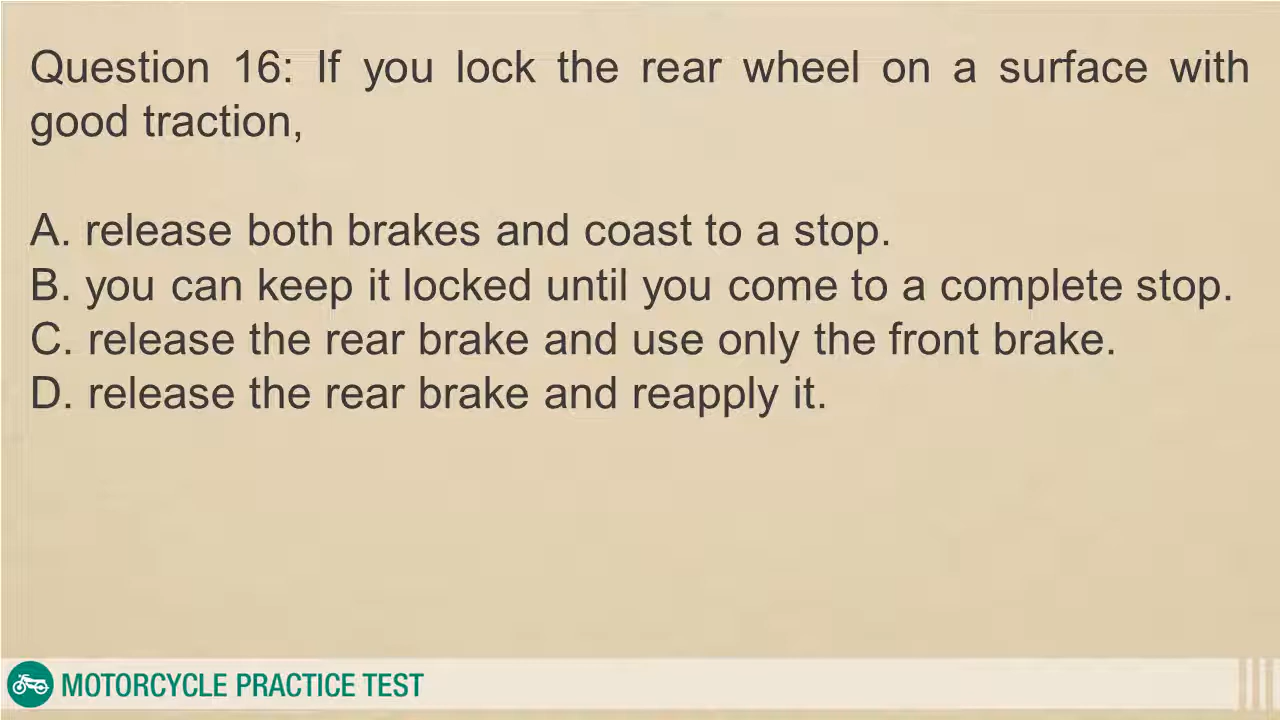 Question 16: If you lock the rear wheel on a surface with
good traction,
A. release both brakes and coast to a stop.
B. you can keep it locked until you come to a complete stop.
C. release the rear brake and use only the front brake.
D. release the rear brake and reapply it.
MOTORCYCLE PRACTICE TEST